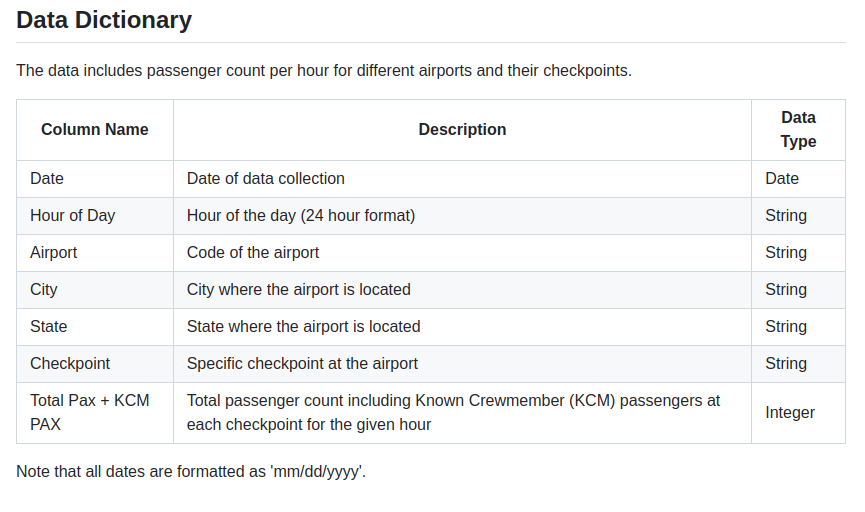 Data Dictionary
The data includes passenger count per hour for different airports and their checkpoints.
Column Name Description Data
Type
Date Date of data collection Date
Hour of Day Hour of the day (24 hour format) String
Airport Code of the airport String
City City where the airport is located String
State State where the airport is located String
Checkpoint Specific checkpoint at the airport String
Total Pax + KCM
PAX
Total passenger count including Known Crewmember (KCM) passengers at
each checkpoint for the given hour
Integer
Note that all dates are formatted as 'mm/dd/yyyy'.